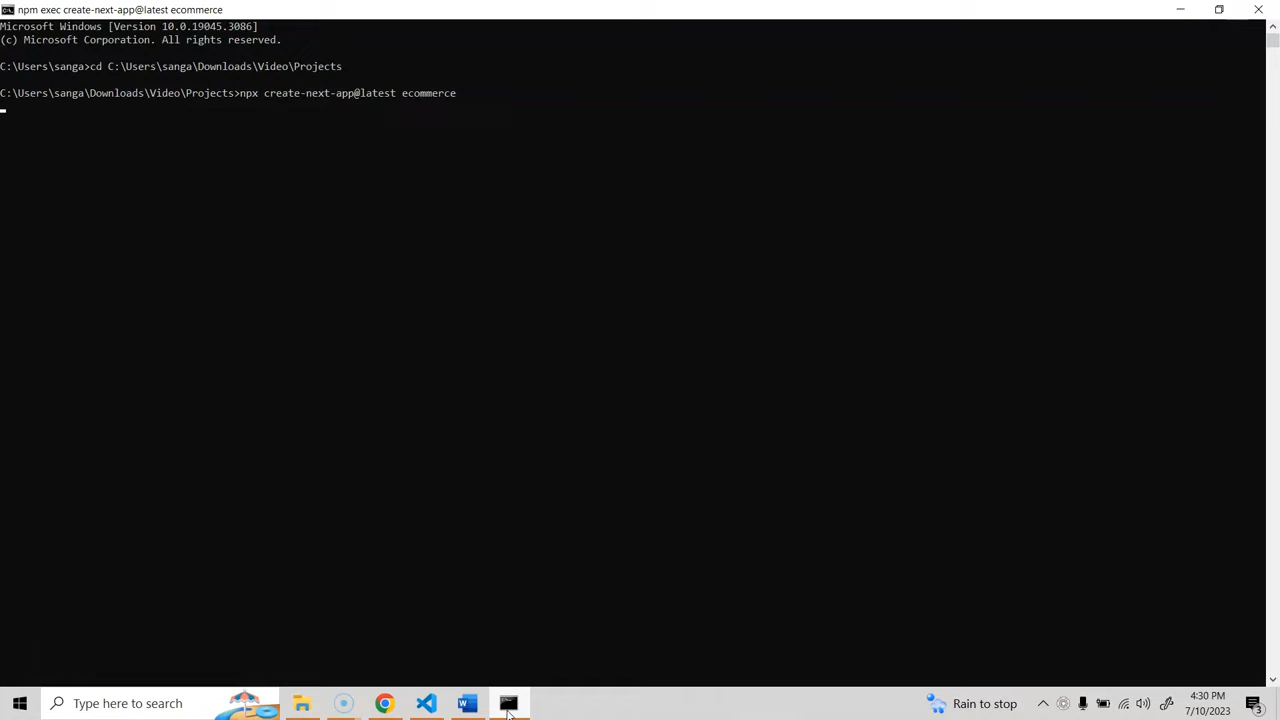 npm exec create-next-app@latest ecommerce
Microsoft Windows [Version 10.0.19045.3086]
(c) Microsoft Corporation. All rights reserved.
C:\Users\sanga>cd C:\Users\sanga\Downloads\Video\Projects
C:\Users\sanga\Downloads\Video\Projects>npx create-next-app@latest ecommerce
Type here to search
Rain to stop
4:30 PM
7/10/2023
3